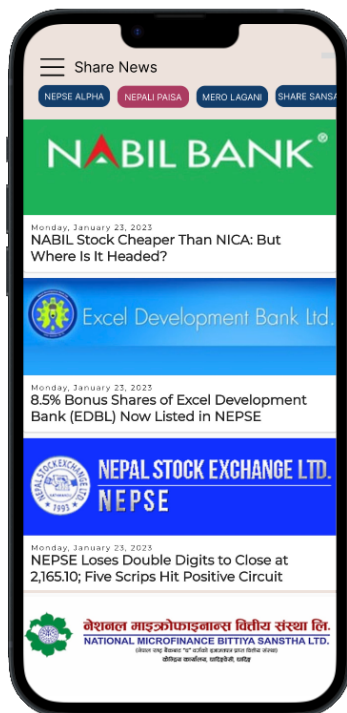 Share News
NEPSE ALPHA NEPALI PAISA MERO LAGANI SHARE SANSA
NABIL BANK®
Monday, January 23, 2023
NABIL Stock Cheaper Than NICA: But
Where Is It Headed?
Excel Development Bank Ltd.
Monday, January 23, 2023
8.5% Bonus Shares of Excel Development
Bank (EDBL) Now Listed in NEPSE
NEPAL STOCK EXCHANGE LTD.
NEPSE
1993
Monday, January 23, 2023
NEPSE Loses Double Digits to Close at
2,165.10; Five Scrips Hit Positive Circuit
नेशनल माइक्रोफाइनान्स वित्तीय संस्था लि.
NATIONAL MICROFINANCE BITTIYA SANSTHA LTD.